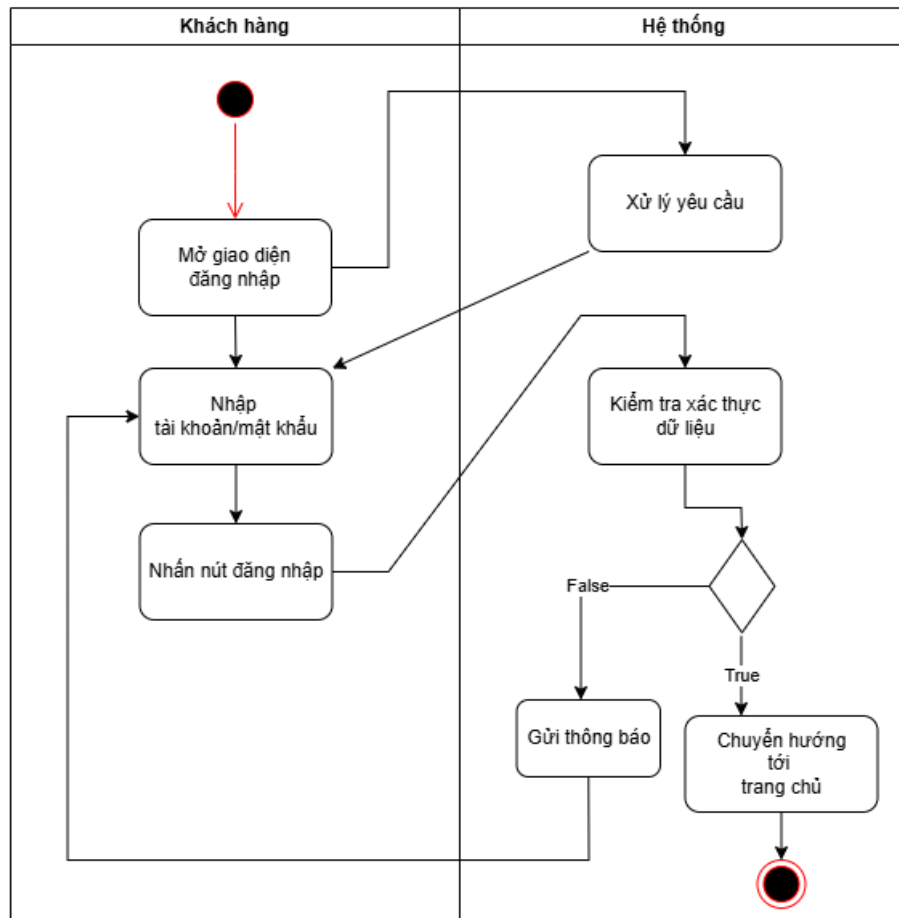 Khách hàng
Hệ thống
Xử lý yêu cầu
Mở giao diện
đăng nhập
Nhập
tài khoản/mật khẩu
Kiểm tra xác thực
dữ liệu
Nhấn nút đăng nhập
False
True
Gửi thông báo
Chuyển hướng
tới
trang chủ